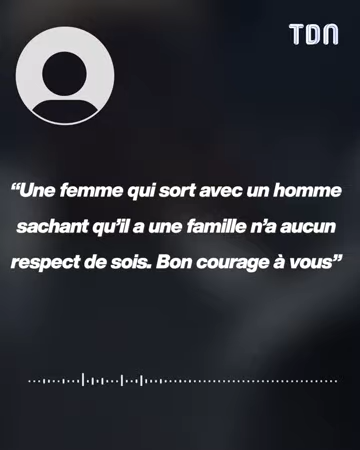 TDN
“Une femme qui sort avec un homme
sachant qu’il a une famille n’a aucun
respect de sois. Bon courage à vous”